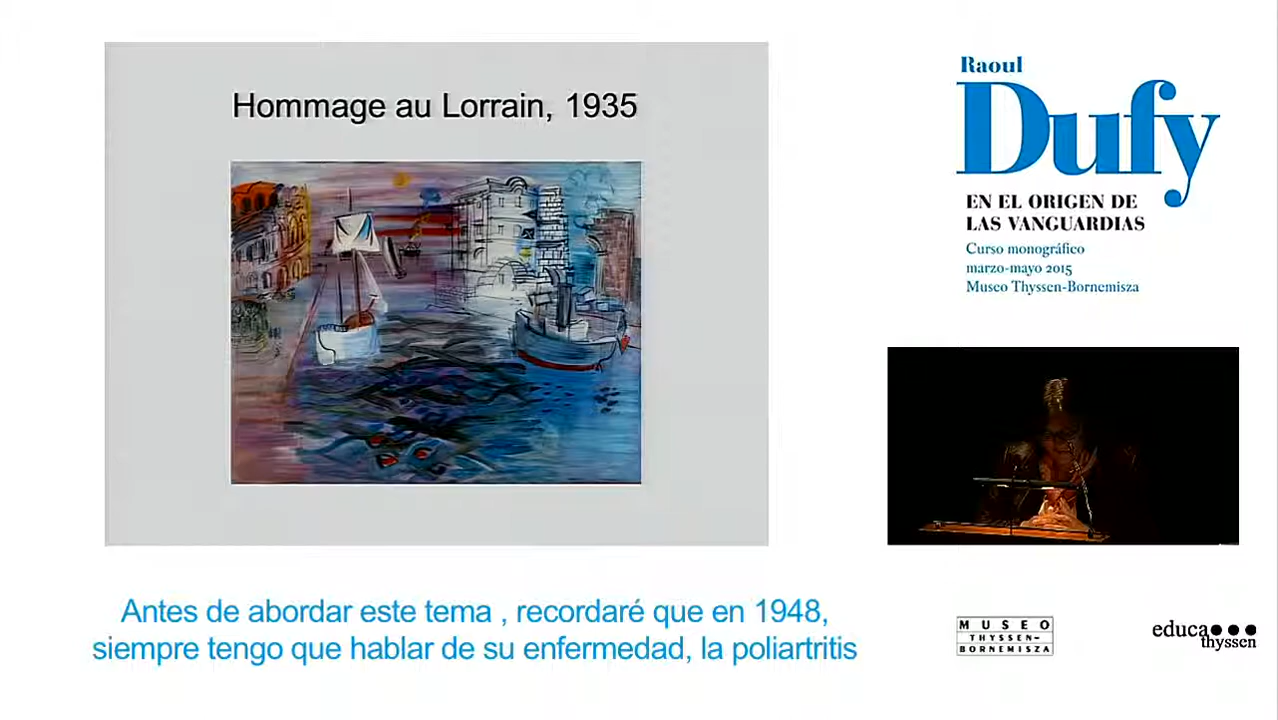 Hommage au Lorrain, 1935
Raoul
Dufy
EN EL ORIGEN DE
LAS VANGUARDIAS
Curso monográfico
marzo-mayo 2015
Museo Thyssen-Bornemisza
Antes de abordar este tema , recordaré que en 1948,
siempre tengo que hablar de su enfermedad, la poliartritis
MUSEO
THYSSEN-
BORNEMISZA
educa
thyssen